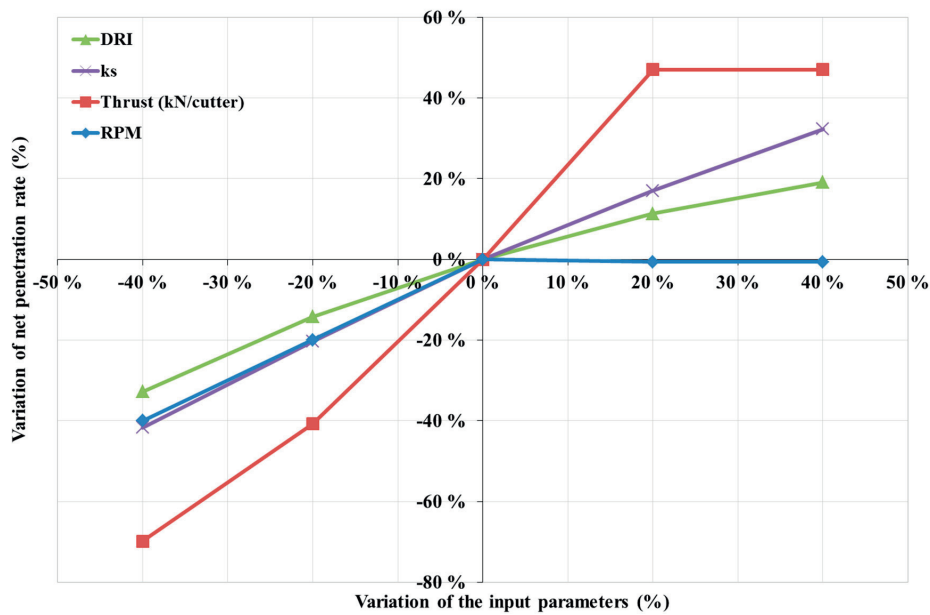 60 %
DRI
ks
40 %
Thrust (kN/cutter)
RPM
20 %
0 %
-50 % -40 % -30 % -20 % -10 % 0 % 10 % 20 % 30 % 40 % 50 %
-20 %
-40 %
-60 %
-80 %
Variation of net penetration rate (%)
Variation of the input parameters (%)